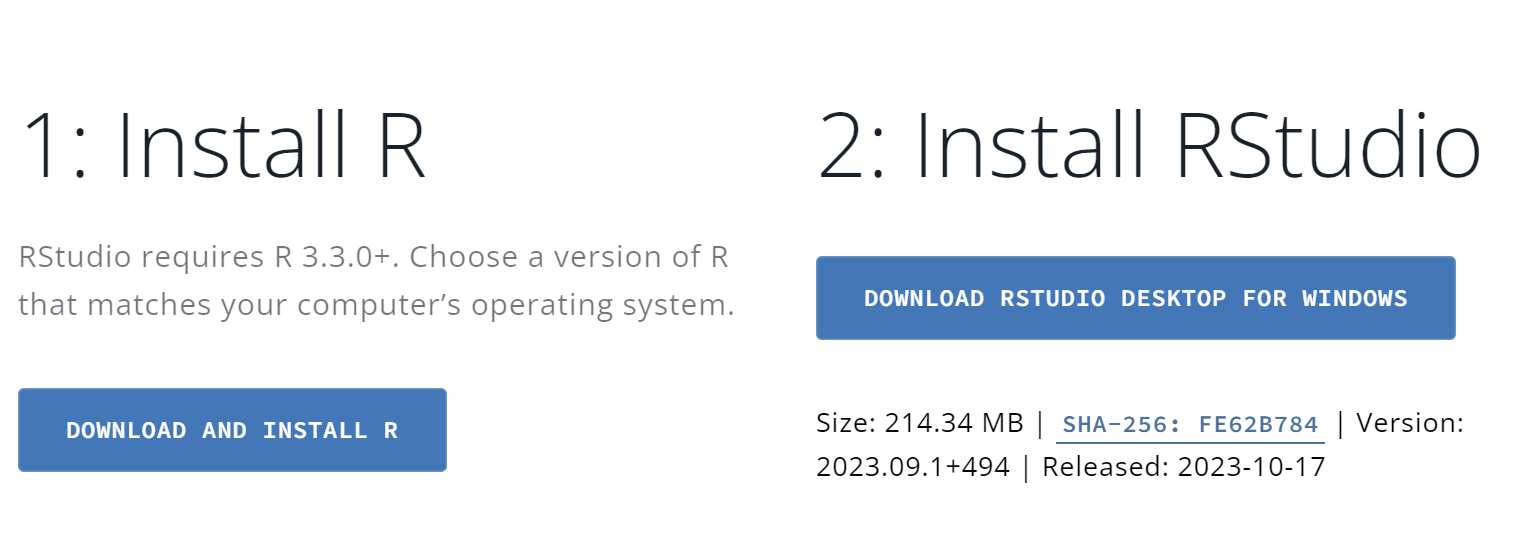 1: Install R
RStudio requires R 3.3.0+. Choose a version of R
that matches your computer’s operating system.
DOWNLOAD AND INSTALL R
2: Install RStudio
DOWNLOAD RSTUDIO DESKTOP FOR WINDOWS
Size: 214.34 MB | SHA-256: FE62B784 | Version:
2023.09.1+494 | Released: 2023-10-17